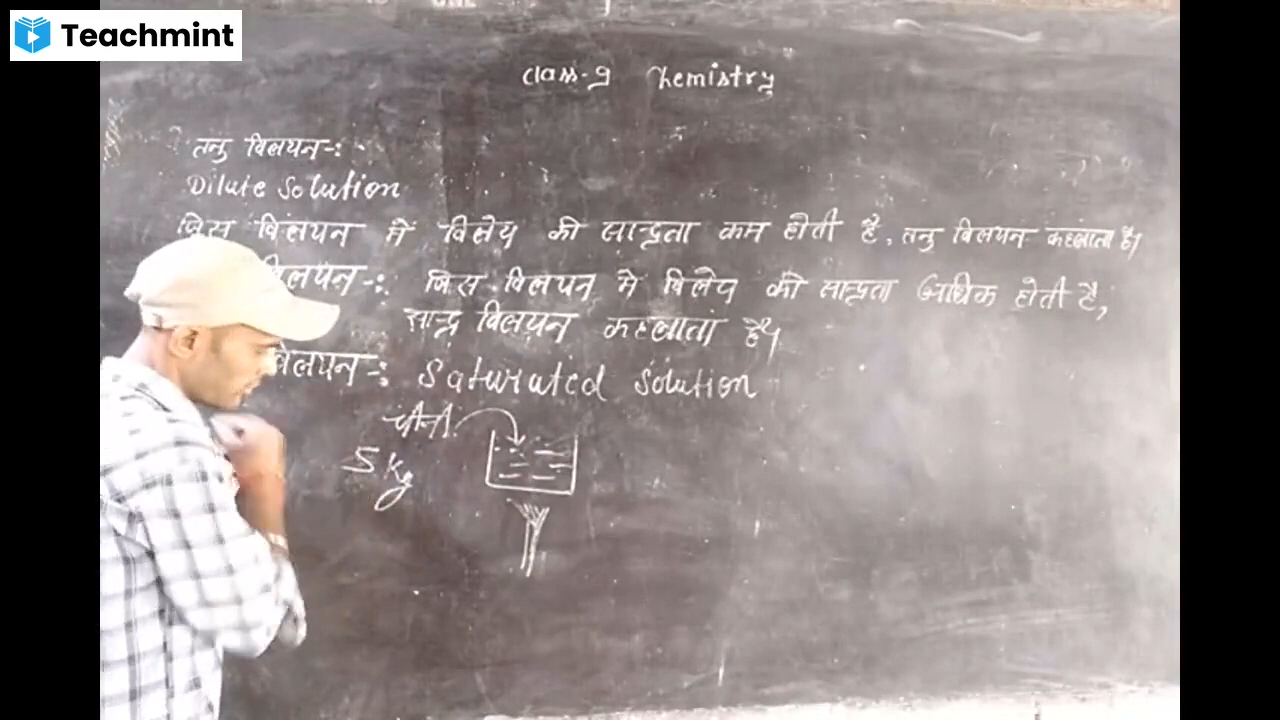 Teachmint
Class-9 Chemistry
तनु विलयन-:
Dilute Solution
जिस विलयन में विलेय की सान्द्रता कम होती है, तनु विलयन कहलाता है।
विलयन-: जिस विलयन में विलेय की सान्द्रता अधिक होती है,
सान्द्र विलयन कहलाता है।
विलयन-: Saturated Solution
चीनी
5 Kg